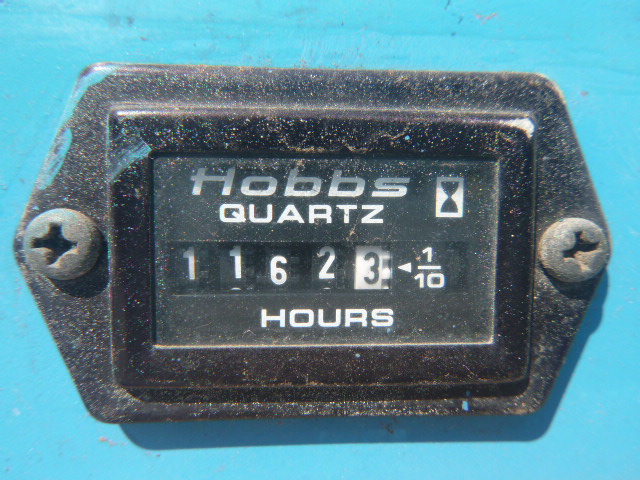 Hobbs
QUARTZ
1 1 6 2 3 ◄ 1/10
HOURS